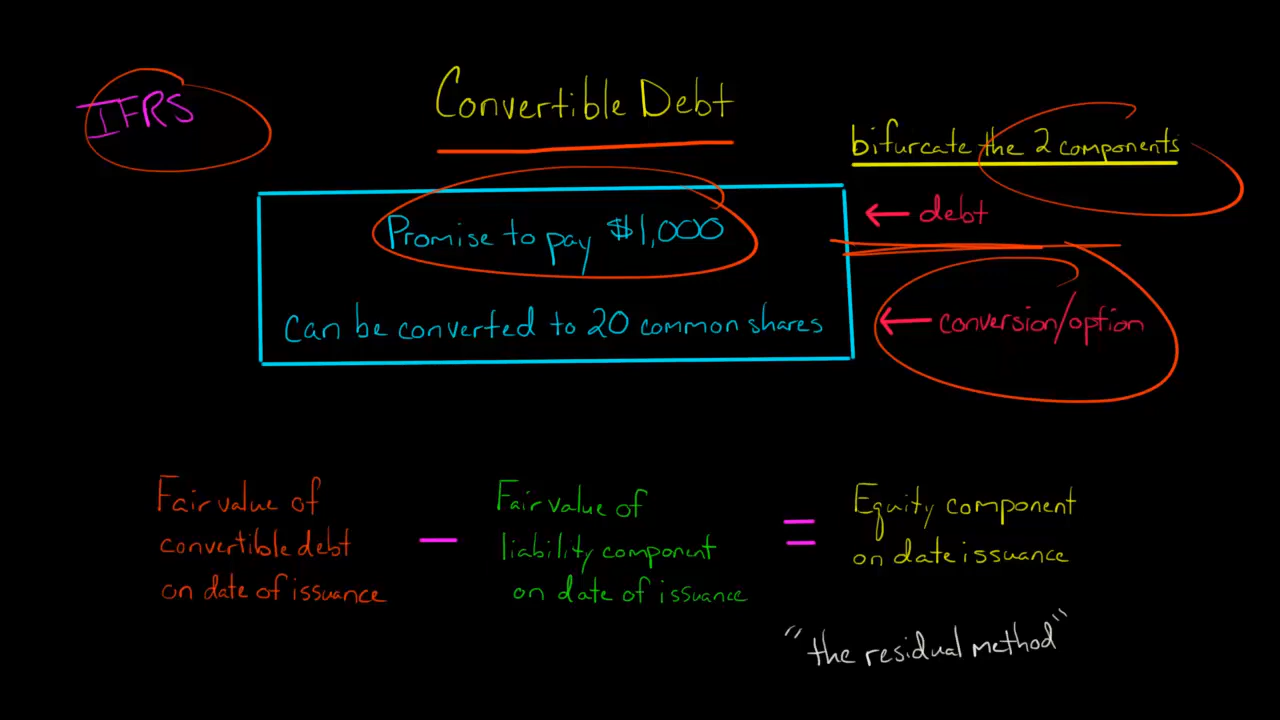 IFRS
Convertible Debt
bifurcate the 2 components
Promise to pay $1,000
← debt
Can be converted to 20 common shares
← conversion/option
Fair value of
convertible debt
on date of issuance
−
Fair value of
liability component
on date of issuance
=
Equity component
on date issuance
"the residual method"